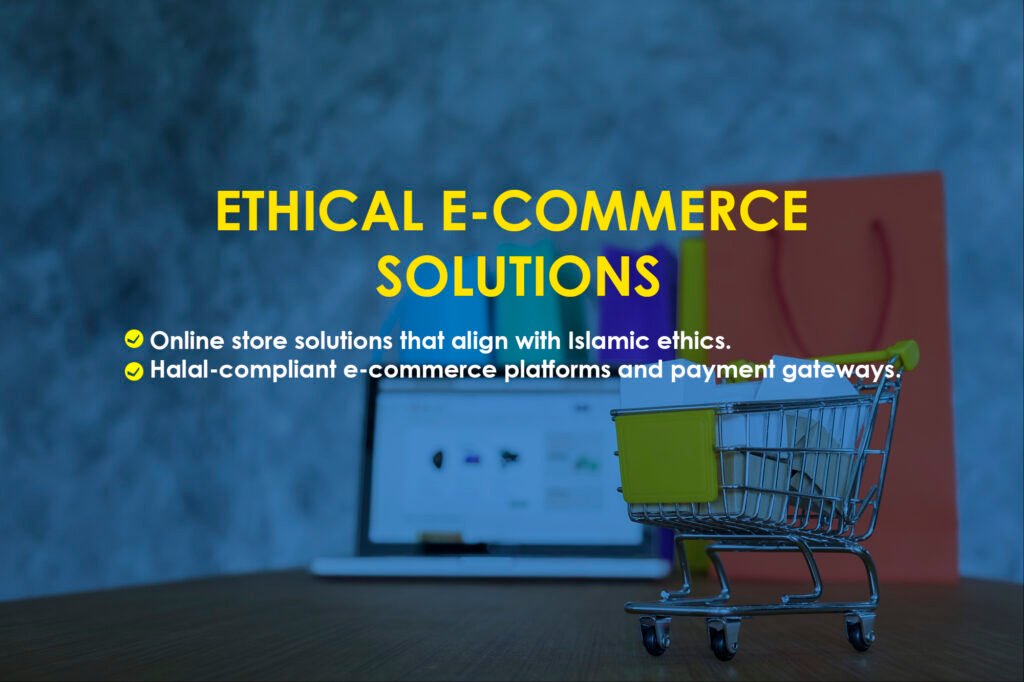 ETHICAL E-COMMERCE
SOLUTIONS
Online store solutions that align with Islamic ethics.
Halal-compliant e-commerce platforms and payment gateways.